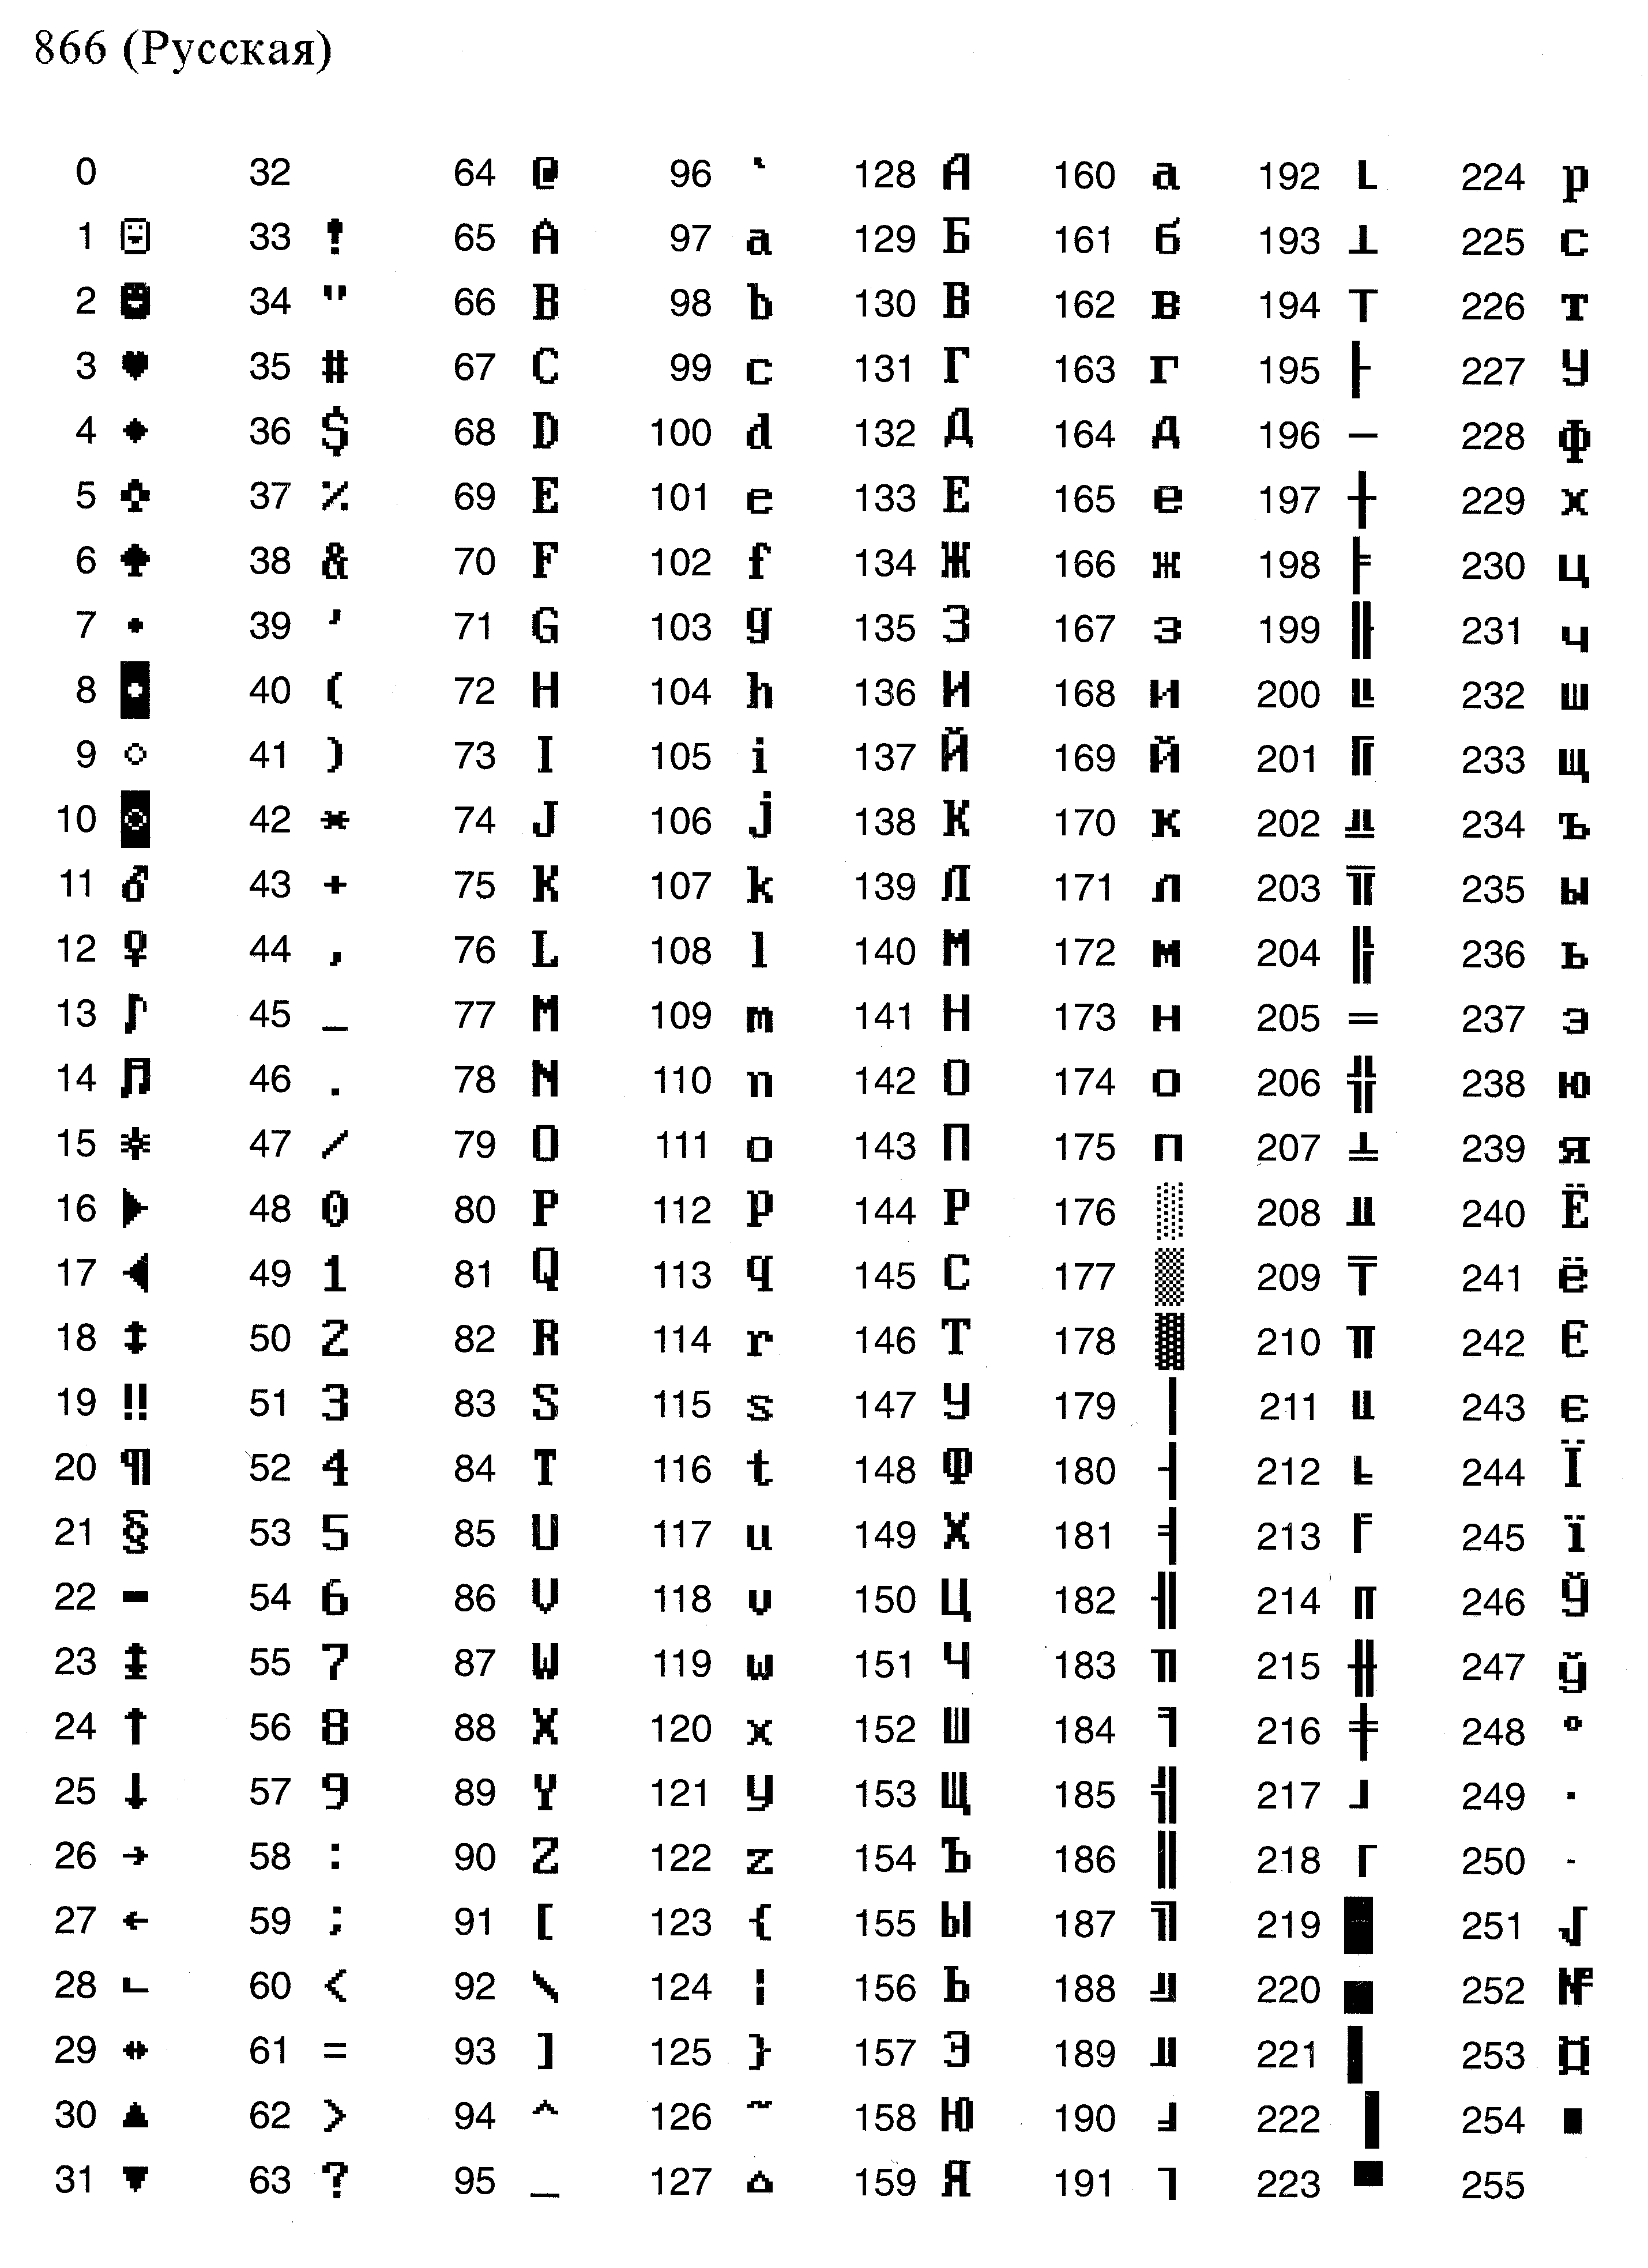 866 (Русская)
0 32 64 @ 96 ` 128 А 160 а 192 └ 224 р
1 ☺ 33 ! 65 A 97 a 129 Б 161 б 193 ┴ 225 с
2 ☻ 34 " 66 B 98 b 130 В 162 в 194 ┬ 226 т
3 ♥ 35 # 67 C 99 c 131 Г 163 г 195 ├ 227 у
4 ♦ 36 $ 68 D 100 d 132 Д 164 д 196 ─ 228 ф
5 ♣ 37 % 69 E 101 e 133 Е 165 е 197 ┼ 229 х
6 ♠ 38 & 70 F 102 f 134 Ж 166 ж 198 ╞ 230 ц
7 • 39 ' 71 G 103 g 135 З 167 з 199 ╟ 231 ч
8 ◘ 40 ( 72 H 104 h 136 И 168 и 200 ╚ 232 ш
9 ○ 41 ) 73 I 105 i 137 Й 169 й 201 ╔ 233 щ
10 ◙ 42 * 74 J 106 j 138 К 170 к 202 ╩ 234 ъ
11 ♂ 43 + 75 K 107 k 139 Л 171 л 203 ╦ 235 ы
12 ♀ 44 , 76 L 108 l 140 М 172 м 204 ╠ 236 ь
13 ♪ 45 _ 77 M 109 m 141 Н 173 н 205 ═ 237 э
14 ♫ 46 . 78 N 110 n 142 О 174 о 206 ╬ 238 ю
15 ☼ 47 / 79 O 111 o 143 П 175 п 207 ╧ 239 я
16 ► 48 0 80 P 112 p 144 Р 176 ░ 208 ╨ 240 Ё
17 ◄ 49 1 81 Q 113 q 145 С 177 ▒ 209 ╤ 241 ё
18 ↕ 50 2 82 R 114 r 146 Т 178 ▓ 210 ╥ 242 Є
19 ‼ 51 3 83 S 115 s 147 У 179 │ 211 ╙ 243 є
20 ¶ 52 4 84 T 116 t 148 Ф 180 ┤ 212 ╘ 244 Ї
21 § 53 5 85 U 117 u 149 Х 181 ╡ 213 ╒ 245 ї
22 ▬ 54 6 86 V 118 v 150 Ц 182 ╢ 214 ╓ 246 Ў
23 ↨ 55 7 87 W 119 w 151 Ч 183 ╖ 215 ╫ 247 ў
24 ↑ 56 8 88 X 120 x 152 Ш 184 ╕ 216 ╪ 248 °
25 ↓ 57 9 89 Y 121 y 153 Щ 185 ╣ 217 ┘ 249 ∙
26 → 58 : 90 Z 122 z 154 Ъ 186 ║ 218 ┌ 250 ·
27 ← 59 ; 91 [ 123 { 155 Ы 187 ╗ 219 █ 251 √
28 ∟ 60 < 92 \ 124 ¦ 156 Ь 188 ╝ 220 ▄ 252 №
29 ↔ 61 = 93 ] 125 } 157 Э 189 ╜ 221 ▌ 253 ¤
30 ▲ 62 > 94 ^ 126 ~ 158 Ю 190 ╛ 222 ▐ 254 ■
31 ▼ 63 ? 95 _ 127 ⌂ 159 Я 191 ┐ 223 ▀ 255